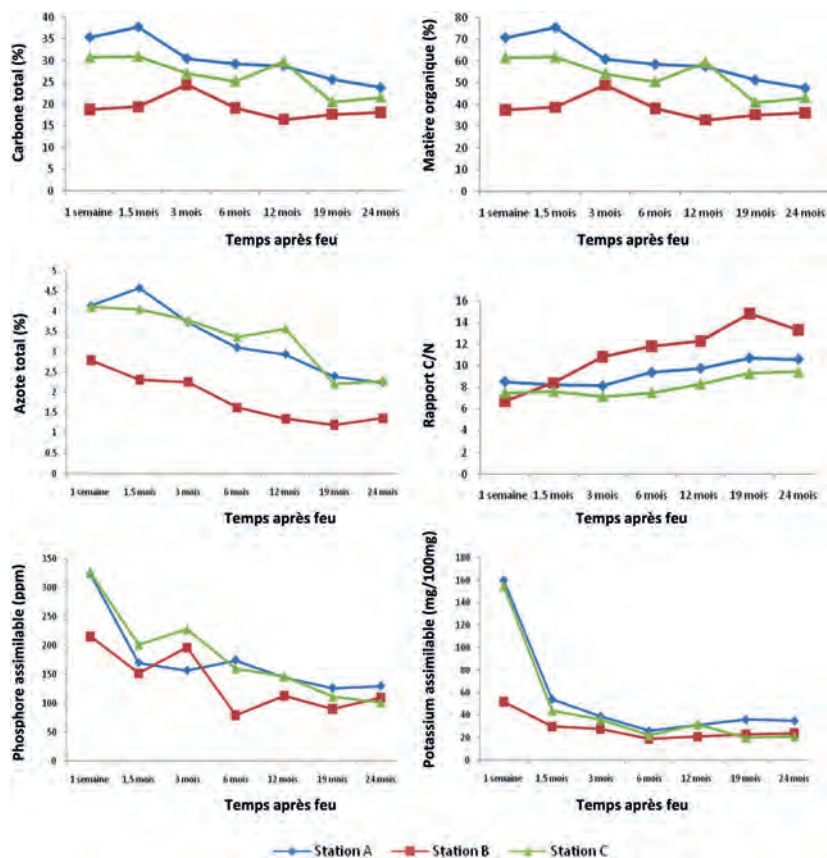 Carbone total (%)
40
35
30
25
20
15
10
5
0
1 semaine 1.5 mois 3 mois 6 mois 12 mois 19 mois 24 mois
Temps après feu
Matière organique (%)
80
70
60
50
40
30
20
10
0
1 semaine 1.5 mois 3 mois 6 mois 12 mois 19 mois 24 mois
Temps après feu
Azote total (%)
5
4.5
4
3.5
3
2.5
2
1.5
1
0.5
0
1 semaine 1.5 mois 3 mois 6 mois 12 mois 19 mois 24 mois
Temps après feu
Rapport C/N
16
14
12
10
8
6
4
2
0
1 semaine 1.5 mois 3 mois 6 mois 12 mois 19 mois 24 mois
Temps après feu
Phosphore assimilable (ppm)
350
300
250
200
150
100
50
0
1 semaine 1.5 mois 3 mois 6 mois 12 mois 19 mois 24 mois
Temps après feu
Potassium assimilable (mg/100mg)
180
160
140
120
100
80
60
40
20
0
1 semaine 1.5 mois 3 mois 6 mois 12 mois 19 mois 24 mois
Temps après feu
Station A Station B Station C